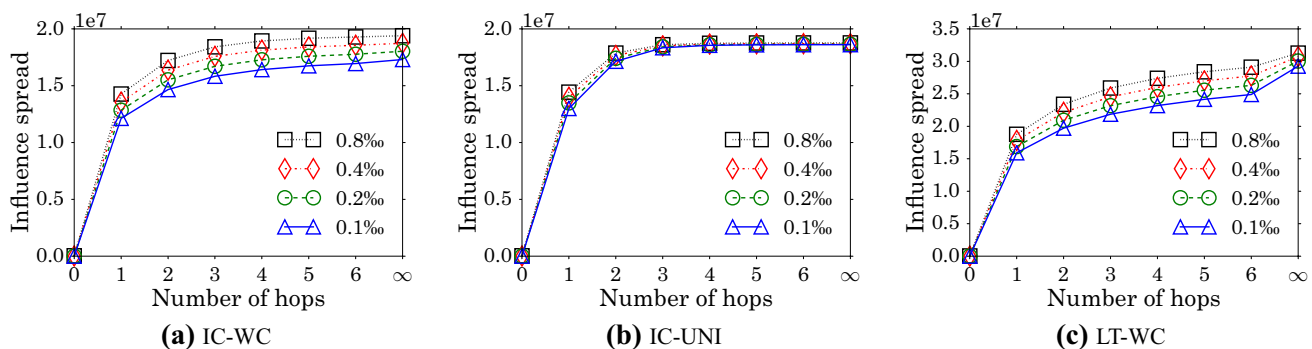 1e7
2.0
1.5
1.0
0.5
0.0
Influence spread
0.8‰
0.4‰
0.2‰
0.1‰
0 1 2 3 4 5 6 ∞
Number of hops
(a) IC-WC
1e7
2.0
1.5
1.0
0.5
0.0
Influence spread
0.8‰
0.4‰
0.2‰
0.1‰
0 1 2 3 4 5 6 ∞
Number of hops
(b) IC-UNI
1e7
3.5
3.0
2.5
2.0
1.5
1.0
0.5
0.0
Influence spread
0.8‰
0.4‰
0.2‰
0.1‰
0 1 2 3 4 5 6 ∞
Number of hops
(c) LT-WC